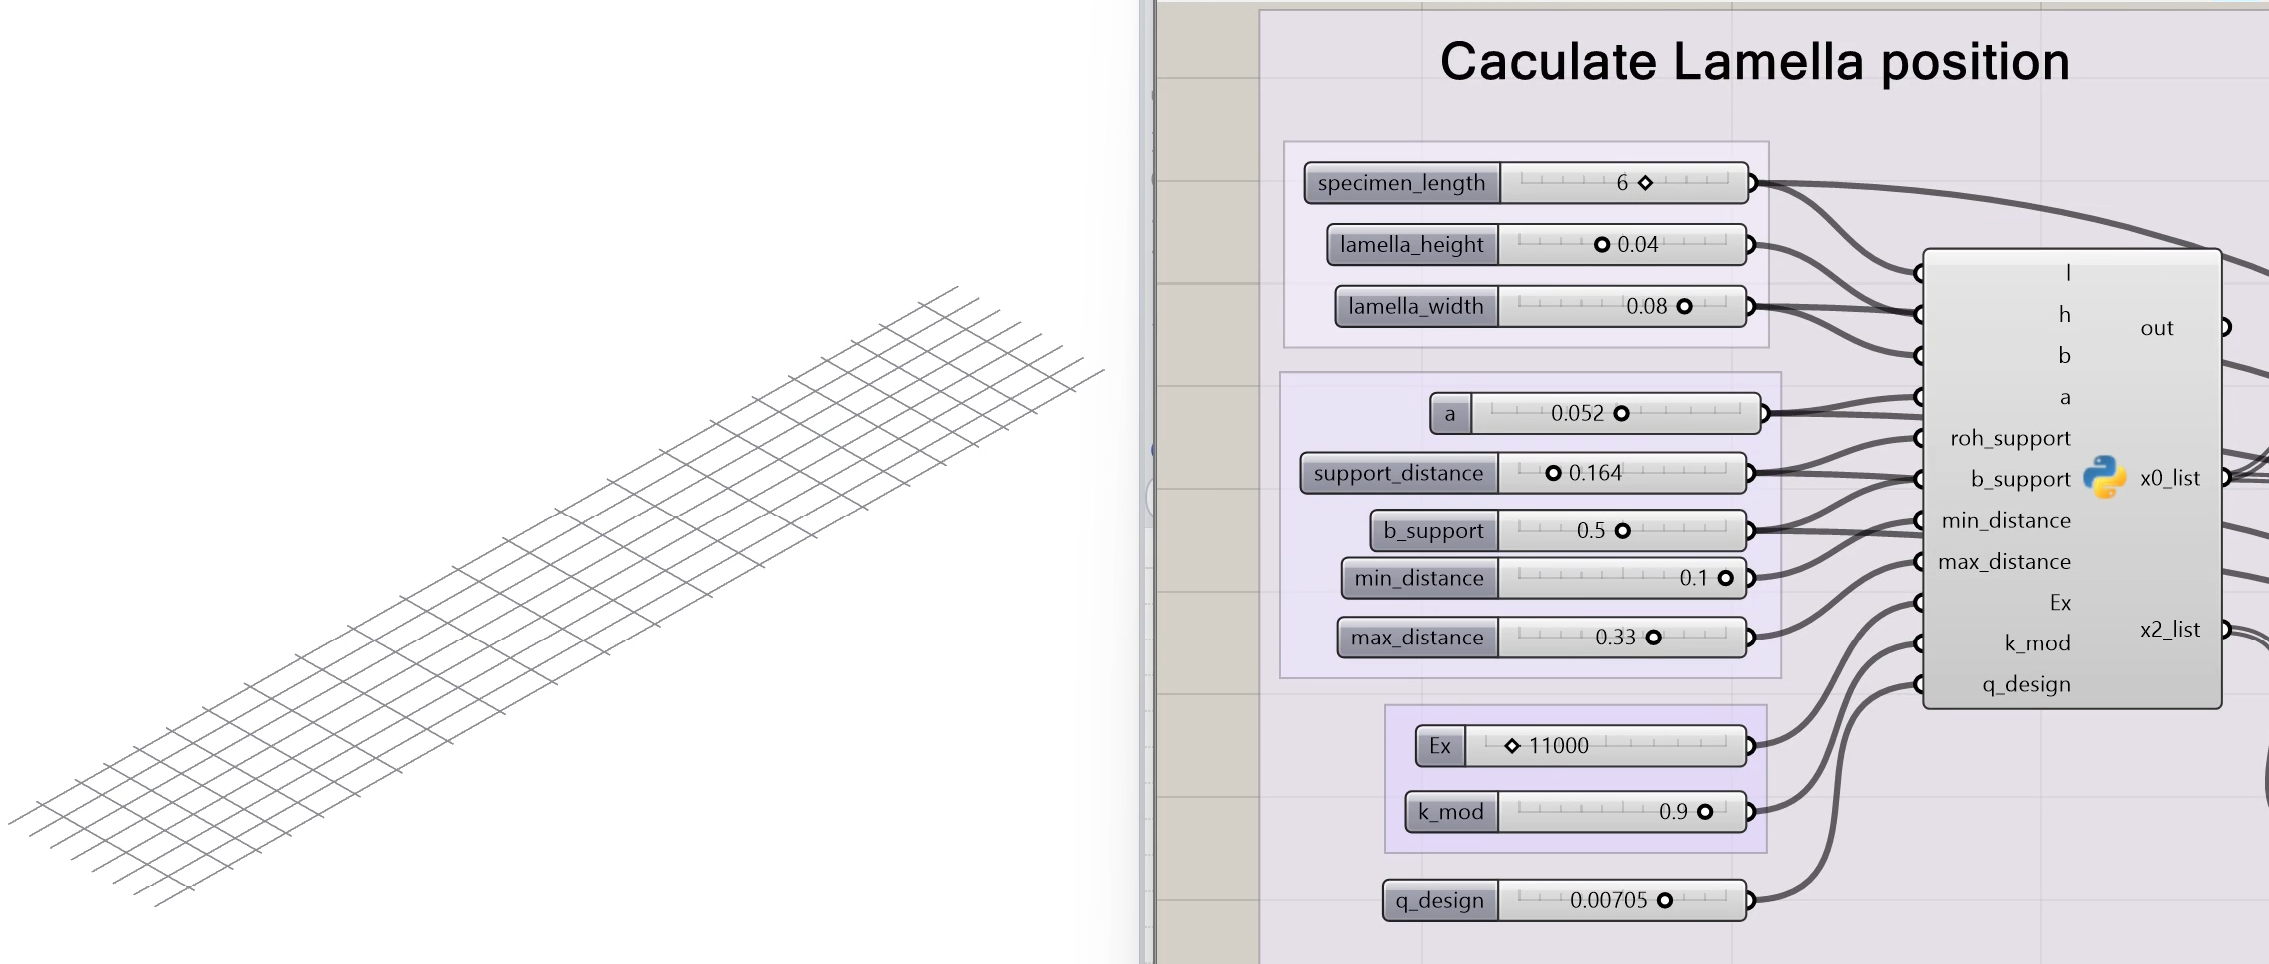 Caculate Lamella position
specimen_length 6
lamella_height 0.04
lamella_width 0.08
a 0.052
support_distance 0.164
b_support 0.5
min_distance 0.1
max_distance 0.33
Ex 11000
k_mod 0.9
q_design 0.00705
l
h
b
a
roh_support
b_support
min_distance
max_distance
Ex
k_mod
q_design
out
x0_list
x2_list